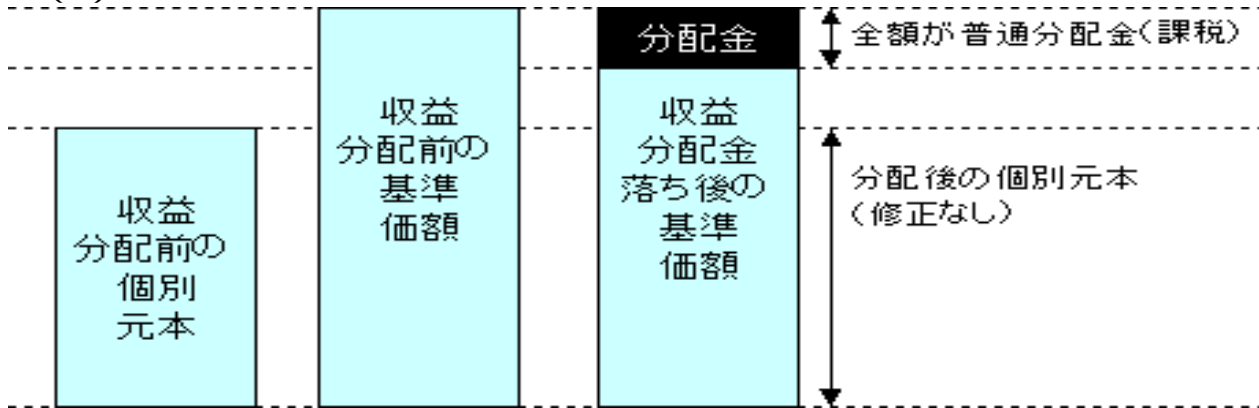 収益
分配前の
個別
元本
収益
分配前の
基準
価額
分配金
収益
分配金
落ち後の
基準
価額
全額が普通分配金(課税)
分配後の個別元本
(修正なし)